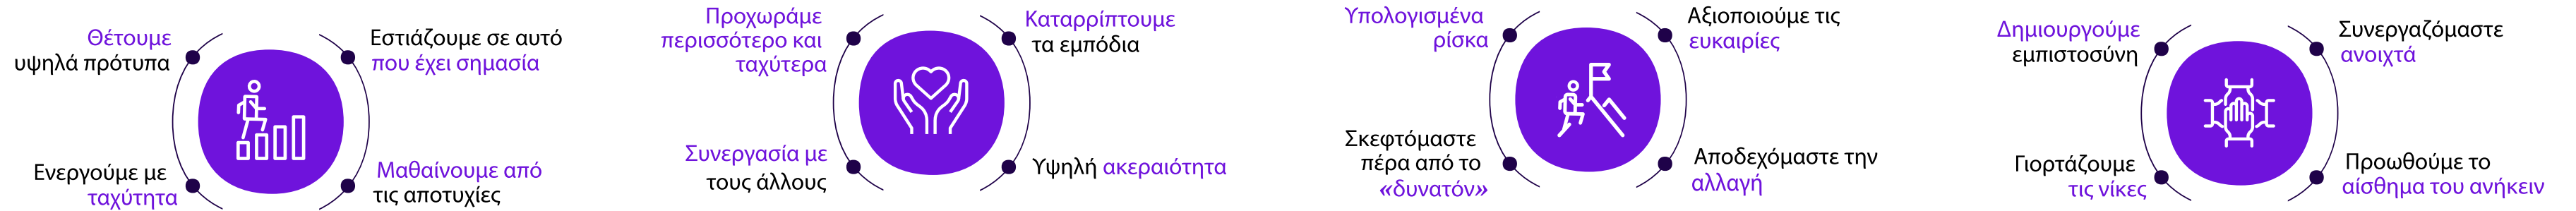 Θέτουμε
υψηλά πρότυπα
Εστιάζουμε σε αυτό
που έχει σημασία
Ενεργούμε με
ταχύτητα
Μαθαίνουμε από
τις αποτυχίες
Προχωράμε
περισσότερο και
ταχύτερα
Καταρρίπτουμε
τα εμπόδια
Συνεργασία με
τους άλλους
Υψηλή ακεραιότητα
Υπολογισμένα
ρίσκα
Αξιοποιούμε τις
ευκαιρίες
Σκεφτόμαστε
πέρα από το
«δυνατόν»
Αποδεχόμαστε την
αλλαγή
Δημιουργούμε
εμπιστοσύνη
Συνεργαζόμαστε
ανοιχτά
Γιορτάζουμε
τις νίκες
Προωθούμε το
αίσθημα του ανήκειν